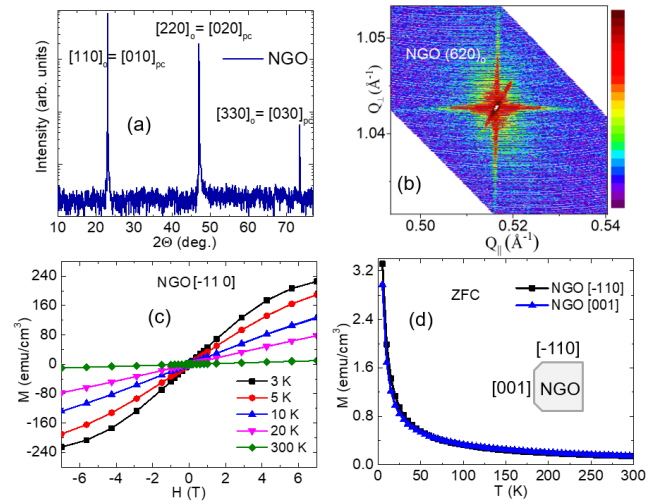 [220]o= [020]pc
[110]o= [010]pc
NGO
[330]o= [030]pc
(a)
Intensity (arb. units)
10 20 30 40 50 60 70
2Θ (deg.)
1.05
1.04
Q⊥ (Å-1)
NGO (620)o
(b)
0.50 0.52 0.54
Q|| (Å-1)
240
160
80
0
-80
-160
-240
M (emu/cm3)
NGO [-11 0]
(c)
3 K
5 K
10 K
20 K
300 K
-6 -4 -2 0 2 4 6
H (T)
3.2
2.4
1.6
0.8
0.0
M (emu/cm3)
ZFC
NGO [-110]
NGO [001]
(d)
[-110]
[001]
NGO
0 50 100 150 200 250 300
T (K)